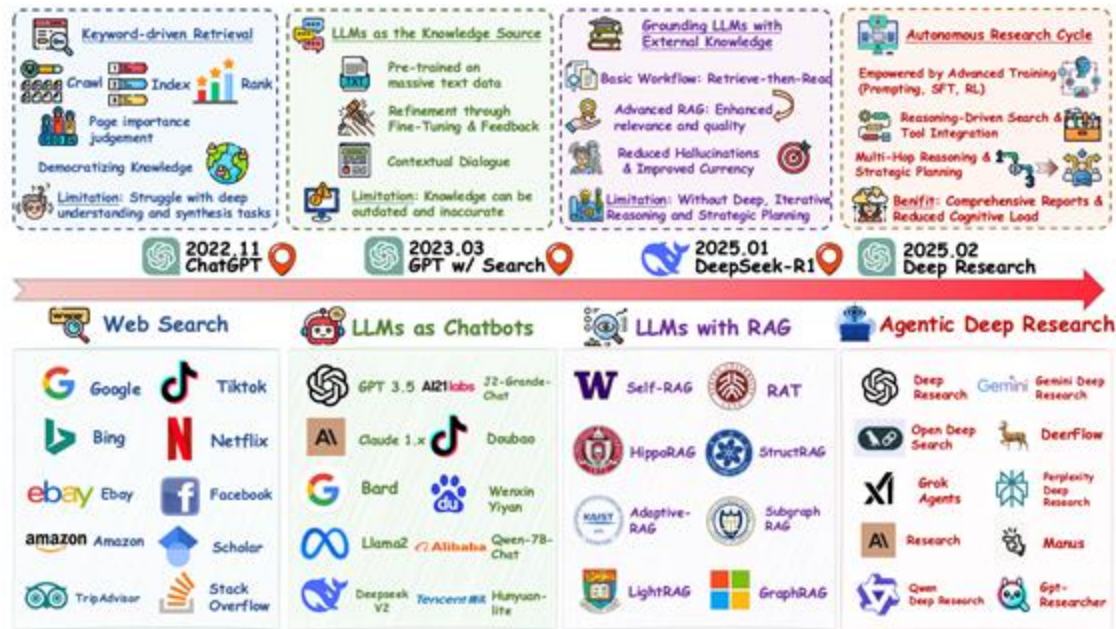 Keyword-driven Retrieval
Crawl
Index
Rank
Page importance
judgement
Democratizing Knowledge
Limitation: Struggle with deep
understanding and synthesis tasks
LLMs as the Knowledge Source
TXT
Pre-trained on
massive text data
Refinement through
Fine-Tuning & Feedback
Contextual Dialogue
Limitation: Knowledge can be
outdated and inaccurate
Grounding LLMs with
External Knowledge
Basic Workflow: Retrieve-then-Read
Advanced RAG: Enhanced
relevance and quality
Reduced Hallucinations
& Improved Currency
Limitation: Without Deep, Iterative
Reasoning and Strategic Planning
Autonomous Research Cycle
Empowered by Advanced Training
(Prompting, SFT, RL)
Reasoning-Driven Search &
Tool Integration
Multi-Hop Reasoning &
Strategic Planning
Benifit: Comprehensive Reports &
Reduced Cognitive Load
2022.11
ChatGPT
2023.03
GPT w/ Search
2025.01
DeepSeek-R1
2025.02
Deep Research
Web Search
LLMs as Chatbots
LLMs with RAG
Agentic Deep Research
Google
Tiktok
Bing
Netflix
ebay Ebay
Facebook
amazon Amazon
Scholar
TripAdvisor
Stack
Overflow
GPT 3.5
AI21labs
J2-Grande-
Chat
Claude 1.x
Doubao
Bard
du
Wenxin
Yiyan
Llama2
Alibaba
Qwen-7B-
Chat
Deepseek
V2
Tencent 腾讯
Hunyuan-
lite
W
Self-RAG
RAT
HippoRAG
StructRAG
KAIST
Adaptive-
RAG
Subgraph
RAG
LightRAG
GraphRAG
Deep
Research
Gemini
Gemini Deep
Research
Open Deep
Search
DeerFlow
Grok
Agents
Perplexity
Deep
Research
Research
Manus
Qwen
Deep Research
Gpt-
Researcher